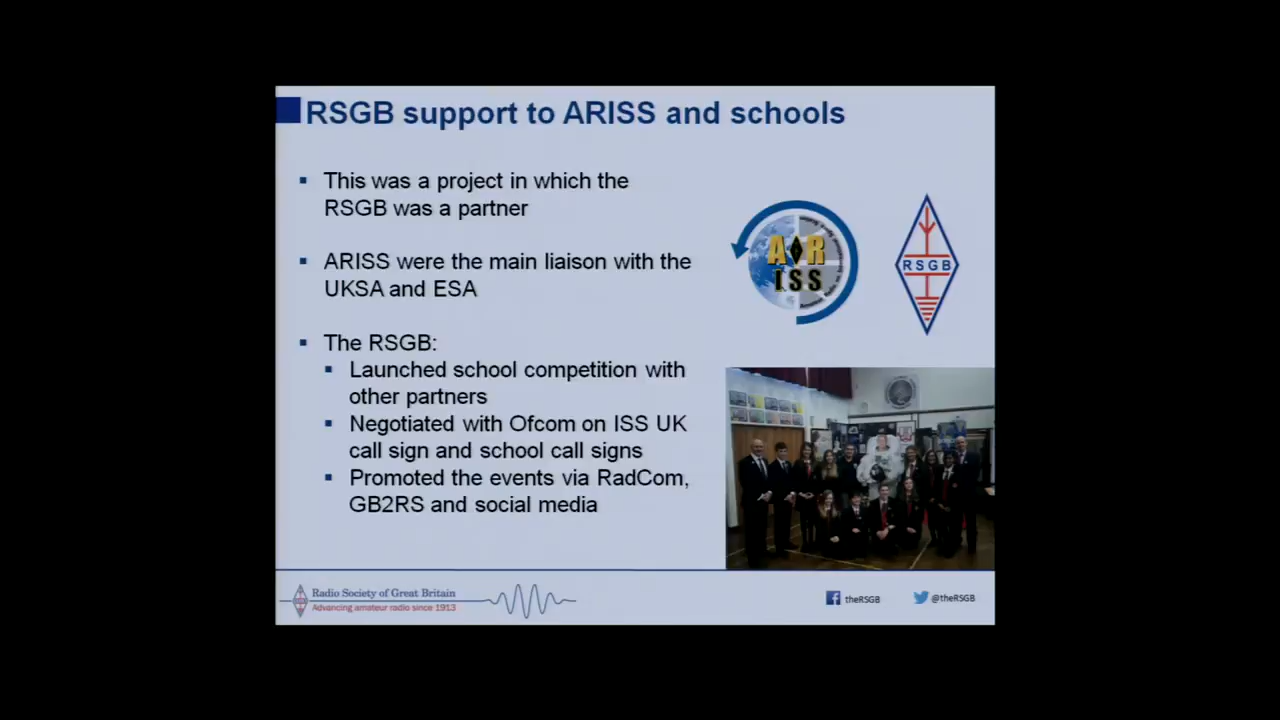 RSGB support to ARISS and schools
This was a project in which the
RSGB was a partner
ARISS were the main liaison with the
UKSA and ESA
The RSGB:
Launched school competition with
other partners
Negotiated with Ofcom on ISS UK
call sign and school call signs
Promoted the events via RadCom,
GB2RS and social media
AR
ISS
RSGB
Radio Society of Great Britain
Advancing amateur radio since 1913
theRSGB
@theRSGB